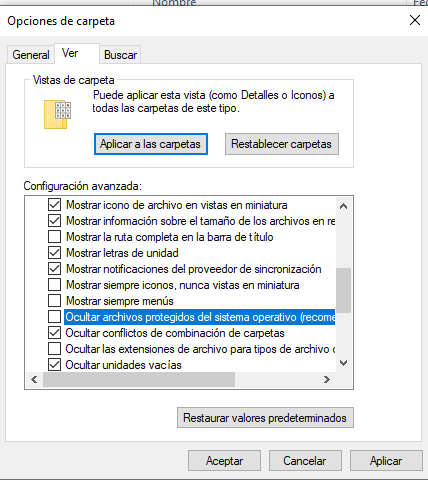 Nombre
Opciones de carpeta
General
Ver
Buscar
Vistas de carpeta
Puede aplicar esta vista (como Detalles o Iconos) a
todas las carpetas de este tipo.
Aplicar a las carpetas
Restablecer carpetas
Configuración avanzada:
Mostrar icono de archivo en vistas en miniatura
Mostrar información sobre el tamaño de los archivos en re
Mostrar la ruta completa en la barra de título
Mostrar letras de unidad
Mostrar notificaciones del proveedor de sincronización
Mostrar siempre iconos, nunca vistas en miniatura
Mostrar siempre menús
Ocultar archivos protegidos del sistema operativo (recome
Ocultar conflictos de combinación de carpetas
Ocultar las extensiones de archivo para tipos de archivo
Ocultar unidades vacías
Restaurar valores predeterminados
Aceptar
Cancelar
Aplicar